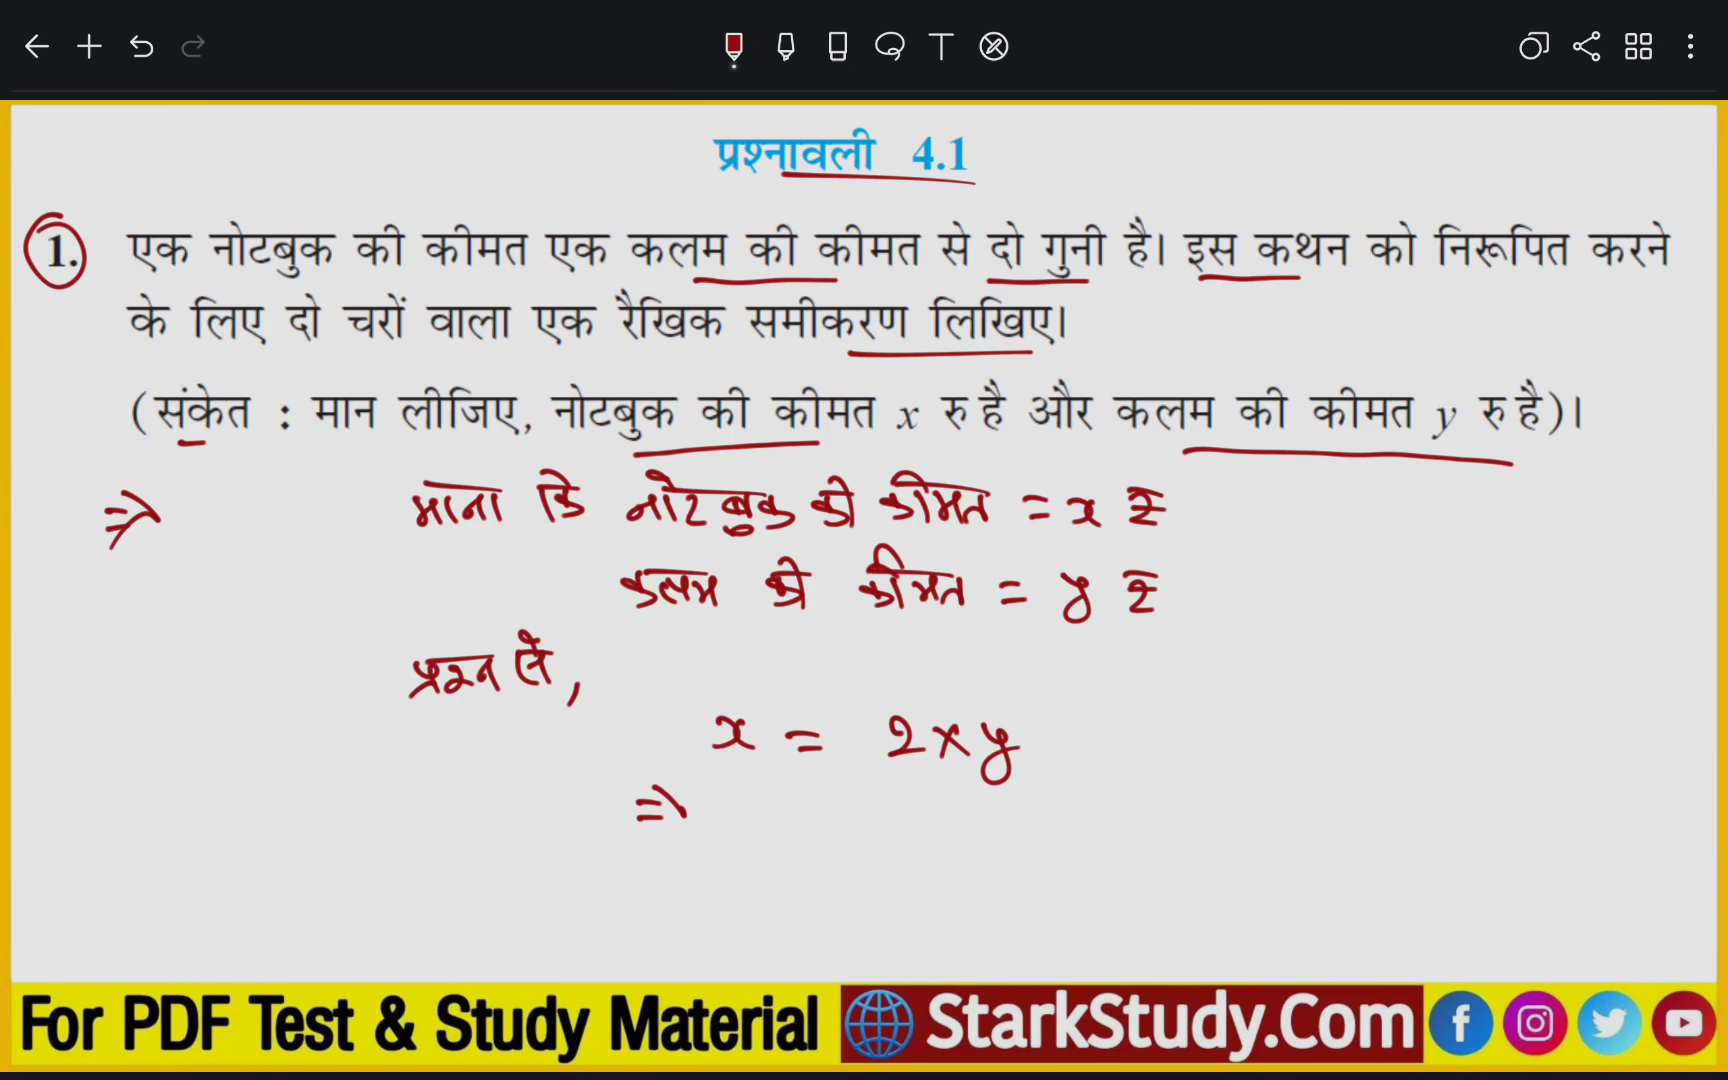 प्रश्नावली 4.1
1. एक नोटबुक की कीमत एक कलम की कीमत से दो गुनी है। इस कथन को निरूपित करने
के लिए दो चरों वाला एक रैखिक समीकरण लिखिए।
(संकेत : मान लीजिए, नोटबुक की कीमत x रु है और कलम की कीमत y रु है)।
⇒ माना कि नोटबुक की कीमत = x ₹
कलम की कीमत = y ₹
प्रश्न से,
x = 2×y
⇒
For PDF Test & Study Material StarkStudy.Com